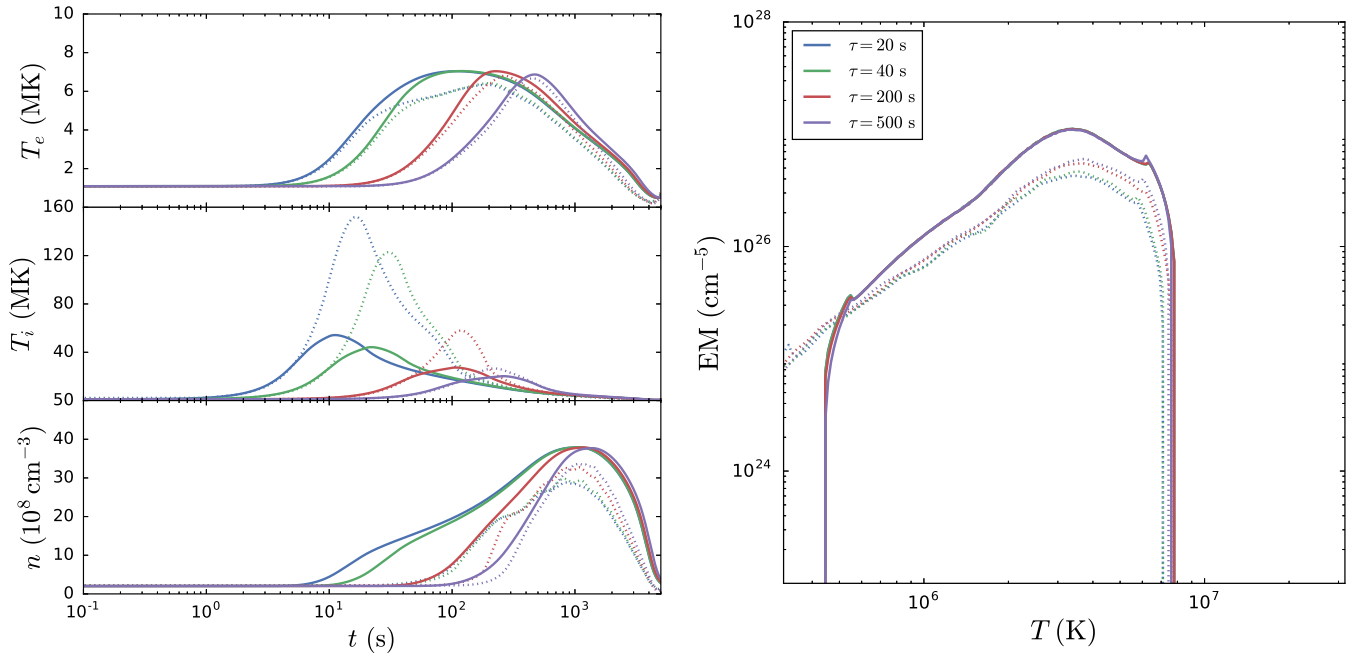 T_e (MK)
10
8
6
4
2
160
T_i (MK)
120
80
40
50
n (10^8 cm^−3)
40
30
20
10
0
10^-1 10^0 10^1 10^2 10^3
t (s)
EM (cm^−5)
10^28
10^26
10^24
τ = 20 s
τ = 40 s
τ = 200 s
τ = 500 s
10^6 10^7
T (K)